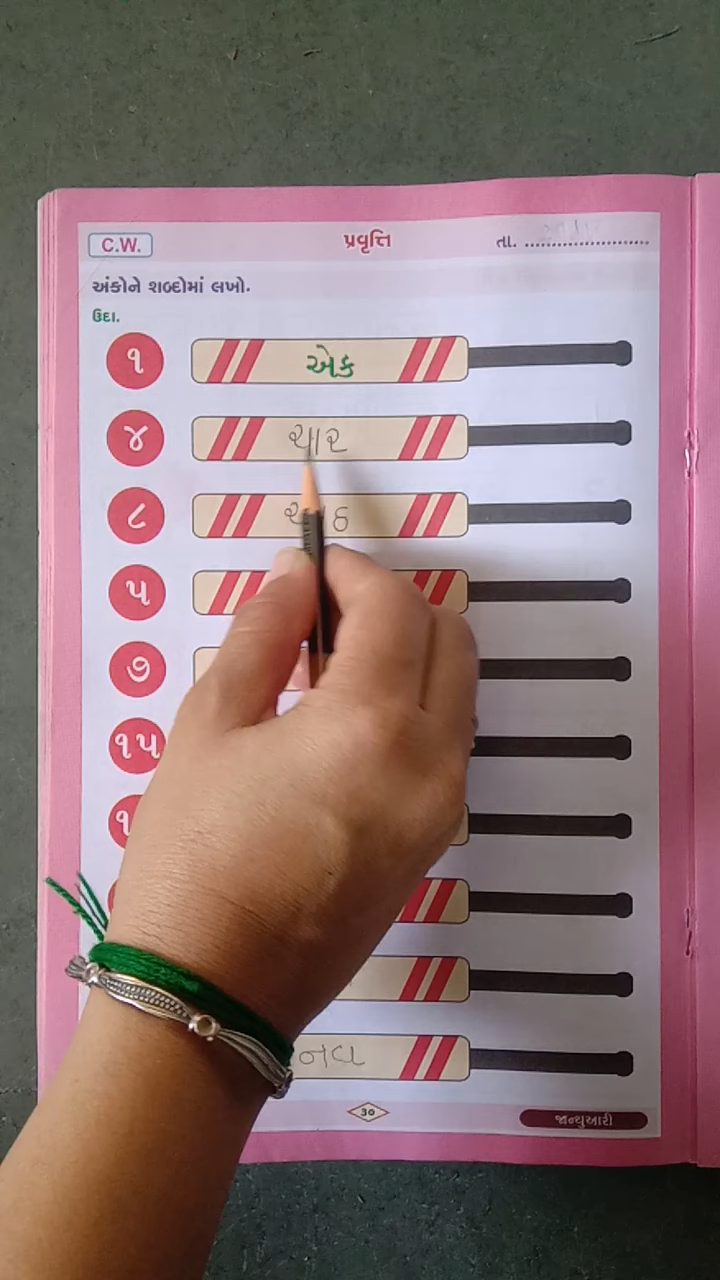 C.W.
પ્રવૃત્તિ
તા. ........................
અંકોને શબ્દોમાં લખો.
ઉદા.
૧ એક
૪ ચાર
૮
૫
૭
૧૫
નવ
૩૦
જાન્યુઆરી